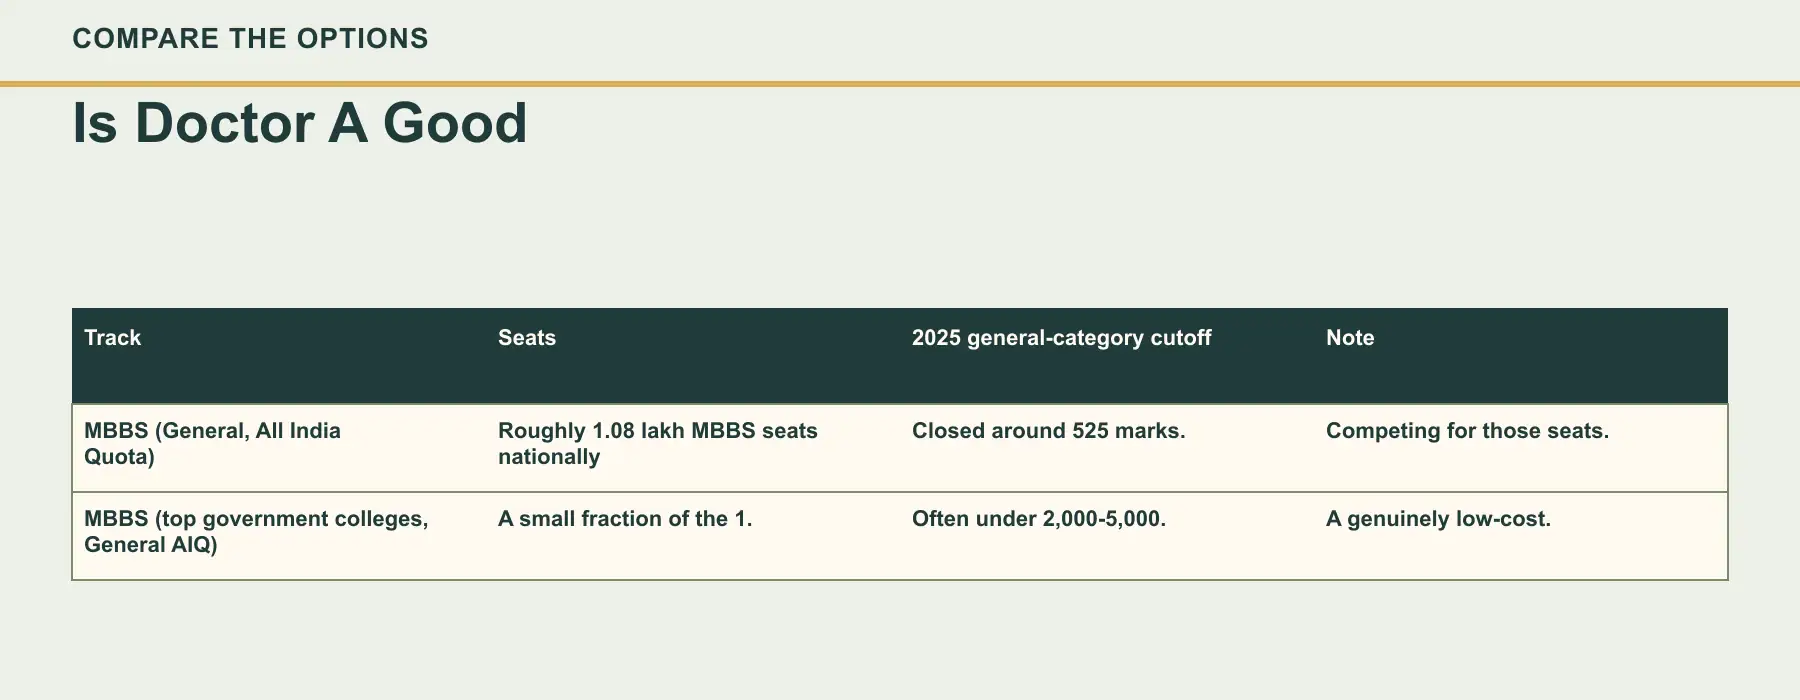 COMPARE THE OPTIONS
Is Doctor A Good
Track
Seats
2025 general-category cutoff
Note
MBBS (General, All India
Quota)
Roughly 1.08 lakh MBBS seats
nationally
Closed around 525 marks.
Competing for those seats.
MBBS (top government colleges,
General AIQ)
A small fraction of the 1.
Often under 2,000-5,000.
A genuinely low-cost.